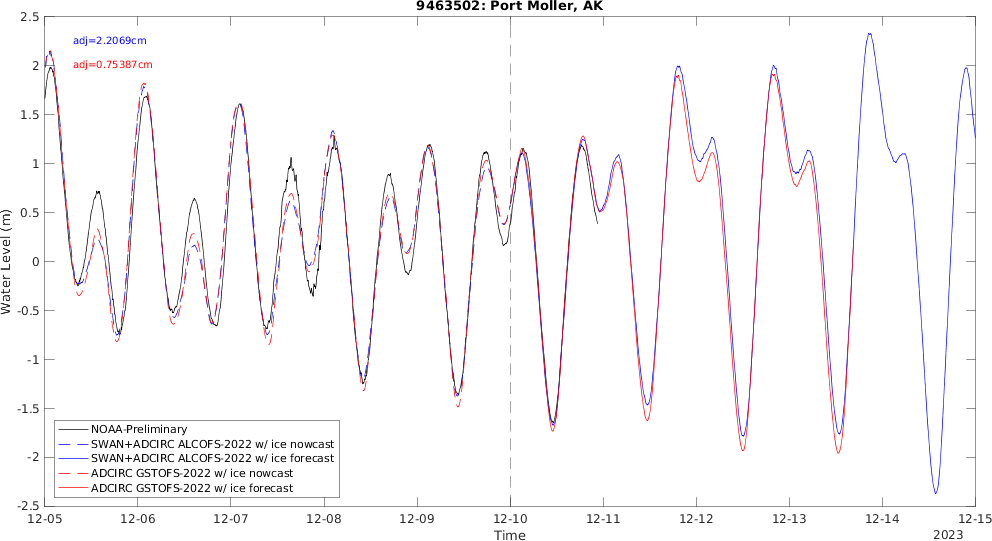 9463502: Port Moller, AK
adj=2.2069cm
adj=0.75387cm
Water Level (m)
2.5
2
1.5
1
0.5
0
-0.5
-1
-1.5
-2
-2.5
NOAA-Preliminary
SWAN+ADCIRC ALCOFS-2022 w/ ice nowcast
SWAN+ADCIRC ALCOFS-2022 w/ ice forecast
ADCIRC GSTOFS-2022 w/ ice nowcast
ADCIRC GSTOFS-2022 w/ ice forecast
12-05 12-06 12-07 12-08 12-09 12-10 12-11 12-12 12-13 12-14 12-15
Time
2023